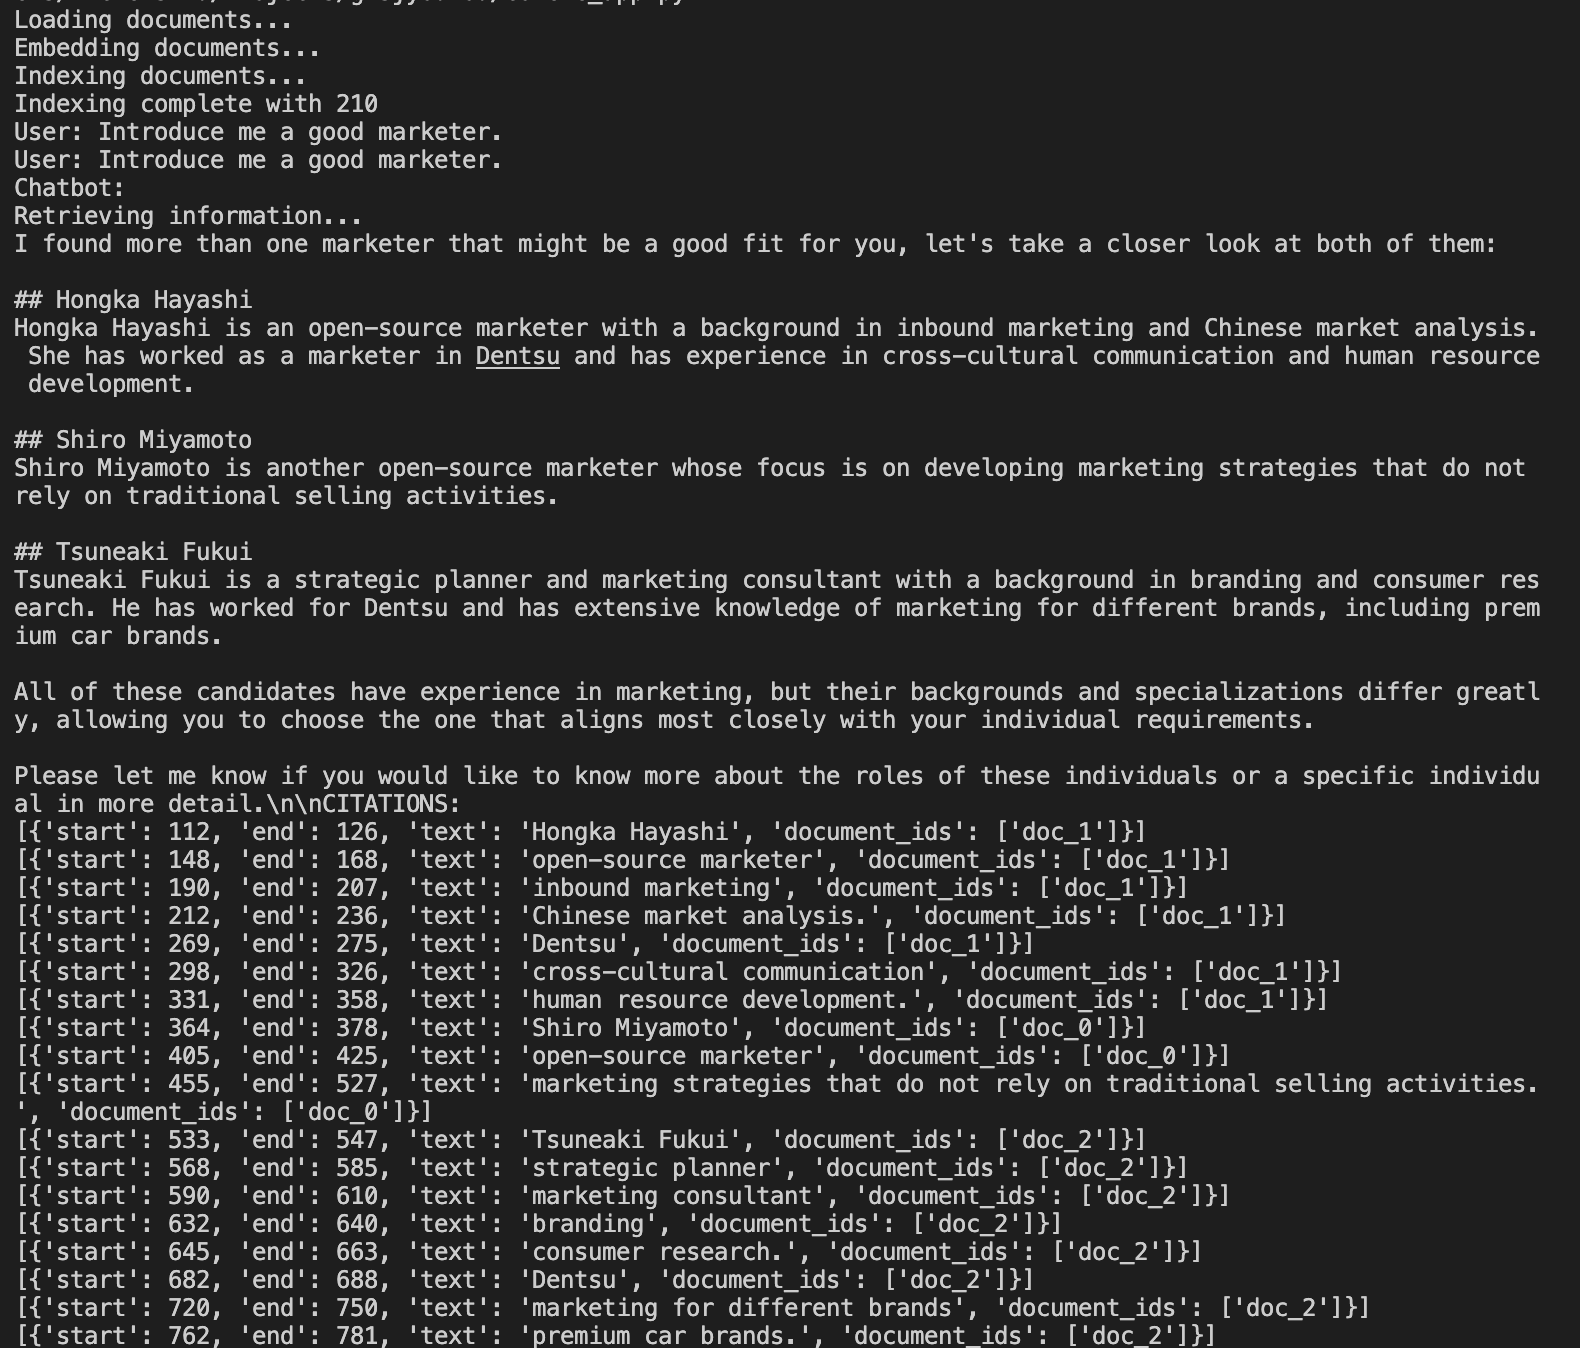 Loading documents...
Embedding documents...
Indexing documents...
Indexing complete with 210
User: Introduce me a good marketer.
User: Introduce me a good marketer.
Chatbot:
Retrieving information...
I found more than one marketer that might be a good fit for you, let's take a closer look at both of them:
## Hongka Hayashi
Hongka Hayashi is an open-source marketer with a background in inbound marketing and Chinese market analysis.
She has worked as a marketer in Dentsu and has experience in cross-cultural communication and human resource
development.
## Shiro Miyamoto
Shiro Miyamoto is another open-source marketer whose focus is on developing marketing strategies that do not
rely on traditional selling activities.
## Tsuneaki Fukui
Tsuneaki Fukui is a strategic planner and marketing consultant with a background in branding and consumer res
earch. He has worked for Dentsu and has extensive knowledge of marketing for different brands, including prem
ium car brands.
All of these candidates have experience in marketing, but their backgrounds and specializations differ greatl
y, allowing you to choose the one that aligns most closely with your individual requirements.
Please let me know if you would like to know more about the roles of these individuals or a specific individu
al in more detail.\n\nCITATIONS:
[{'start': 112, 'end': 126, 'text': 'Hongka Hayashi', 'document_ids': ['doc_1']}]
[{'start': 148, 'end': 168, 'text': 'open-source marketer', 'document_ids': ['doc_1']}]
[{'start': 190, 'end': 207, 'text': 'inbound marketing', 'document_ids': ['doc_1']}]
[{'start': 212, 'end': 236, 'text': 'Chinese market analysis.', 'document_ids': ['doc_1']}]
[{'start': 269, 'end': 275, 'text': 'Dentsu', 'document_ids': ['doc_1']}]
[{'start': 298, 'end': 326, 'text': 'cross-cultural communication', 'document_ids': ['doc_1']}]
[{'start': 331, 'end': 358, 'text': 'human resource development.', 'document_ids': ['doc_1']}]
[{'start': 364, 'end': 378, 'text': 'Shiro Miyamoto', 'document_ids': ['doc_0']}]
[{'start': 405, 'end': 425, 'text': 'open-source marketer', 'document_ids': ['doc_0']}]
[{'start': 455, 'end': 527, 'text': 'marketing strategies that do not rely on traditional selling activities.
', 'document_ids': ['doc_0']}]
[{'start': 533, 'end': 547, 'text': 'Tsuneaki Fukui', 'document_ids': ['doc_2']}]
[{'start': 568, 'end': 585, 'text': 'strategic planner', 'document_ids': ['doc_2']}]
[{'start': 590, 'end': 610, 'text': 'marketing consultant', 'document_ids': ['doc_2']}]
[{'start': 632, 'end': 640, 'text': 'branding', 'document_ids': ['doc_2']}]
[{'start': 645, 'end': 663, 'text': 'consumer research.', 'document_ids': ['doc_2']}]
[{'start': 682, 'end': 688, 'text': 'Dentsu', 'document_ids': ['doc_2']}]
[{'start': 720, 'end': 750, 'text': 'marketing for different brands', 'document_ids': ['doc_2']}]
[{'start': 762, 'end': 781, 'text': 'premium car brands.', 'document_ids': ['doc_2']}]